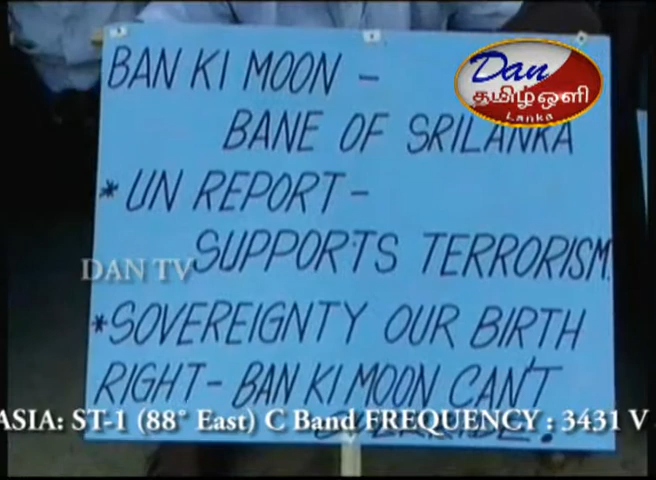 BAN KI MOON -
BANE OF SRILANKA
* UN REPORT -
SUPPORTS TERRORISM.
* SOVEREIGNTY OUR BIRTH
RIGHT - BAN KI MOON CAN'T
OVERRIDE.
Dan
தமிழ்ஒளி
Lanka
DAN TV
ASIA: ST-1 (88° East) C Band FREQUENCY : 3431 V